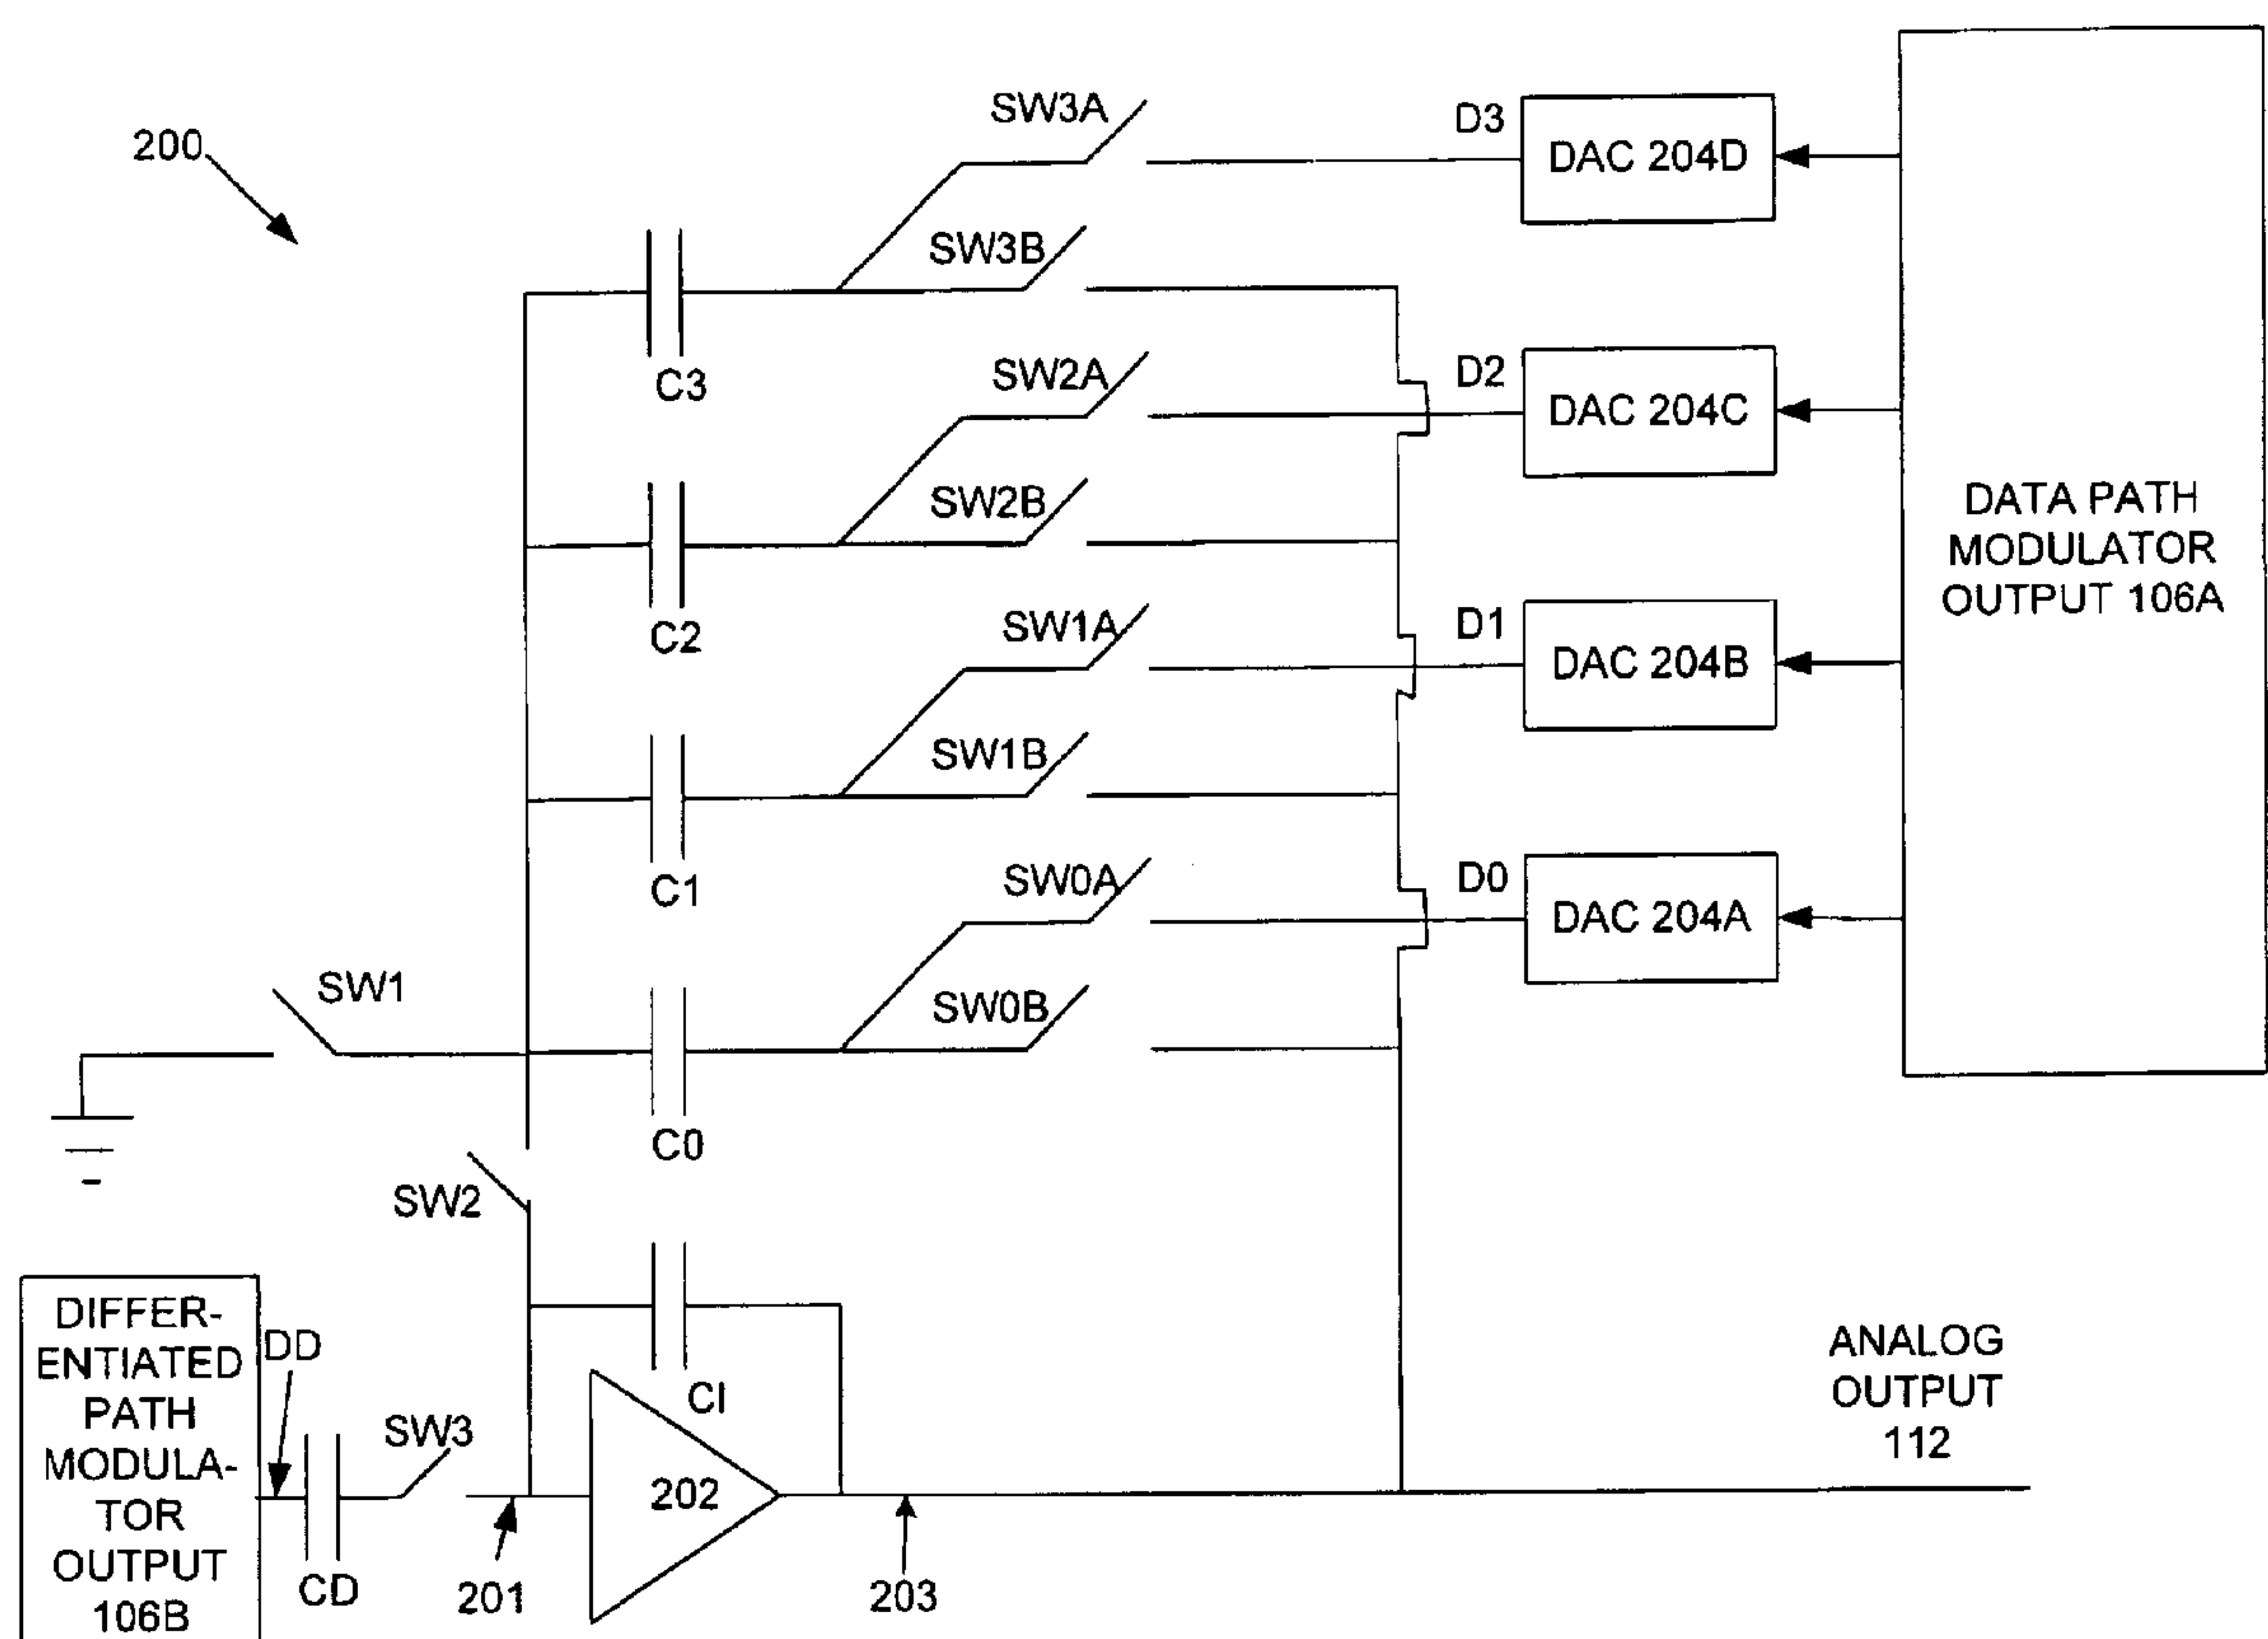 200
SW3A
D3
DAC 204D
SW3B
C3
SW2A
D2
DAC 204C
SW2B
C2
DATA PATH
MODULATOR
OUTPUT 106A
SW1A
D1
DAC 204B
SW1B
C1
SW0A
D0
DAC 204A
SW1
SW0B
C0
SW2
DIFFER-
ENTIATED
PATH
MODULA-
TOR
OUTPUT
106B
DD
CD
SW3
201
CI
202
203
ANALOG
OUTPUT
112